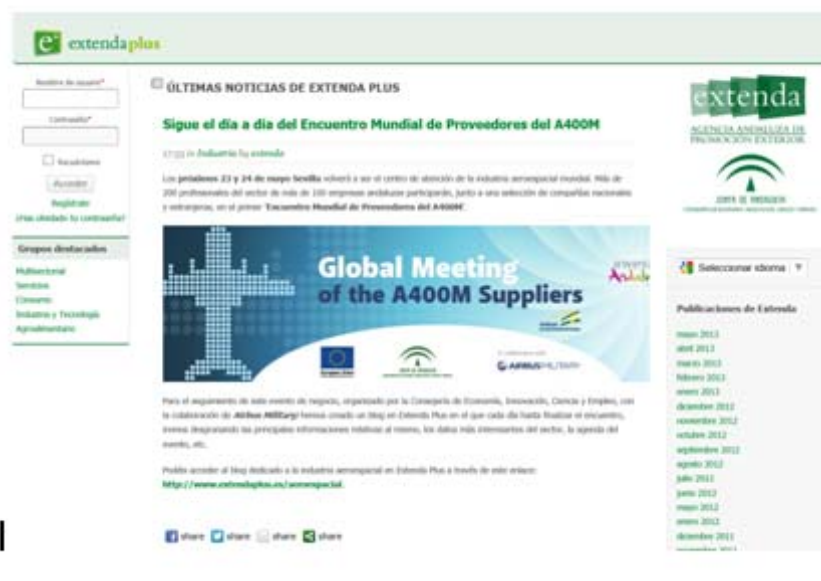 extendaplus
Nombre de usuario*
Contraseña*
Recuérdame
Acceder
Regístrate
¿Has olvidado tu contraseña?
Grupos destacados
Multisectorial
Servicios
Consumo
Industria y Tecnología
Agroalimentario
ÚLTIMAS NOTICIAS DE EXTENDA PLUS
Sigue el día a día del Encuentro Mundial de Proveedores del A400M
in Industria by extenda
Los próximos 23 y 24 de mayo Sevilla volverá a ser el centro de atención de la industria aeroespacial mundial. Más de
200 profesionales del sector de más de 100 empresas andaluzas participarán, junto a una selección de compañías nacionales
y extranjeras, en el primer 'Encuentro Mundial de Proveedores del A400M'.
Global Meeting
of the A400M Suppliers
AIRBUS MILITARY
Para el seguimiento de este evento de negocio, organizado por la Consejería de Economía, Innovación, Ciencia y Empleo, con
la colaboración de Airbus Military hemos creado un blog en Extenda Plus en el que cada día hasta finalizar el encuentro,
iremos desgranando las principales informaciones relativas al mismo, los datos más interesantes del sector, la agenda del
evento, etc.
Podéis acceder al blog dedicado a la industria aeroespacial en Extenda Plus a través de este enlace:
http://www.extendaplus.es/aeroespacial.
share share share share
extenda
AGENCIA ANDALUZA DE
PROMOCIÓN EXTERIOR
JUNTA DE ANDALUCIA
Seleccionar idioma
Publicaciones de Extenda
mayo 2013
abril 2013
marzo 2013
febrero 2013
enero 2013
diciembre 2012
noviembre 2012
octubre 2012
septiembre 2012
agosto 2012
julio 2012
junio 2012
mayo 2012
enero 2012
diciembre 2011
noviembre 2011